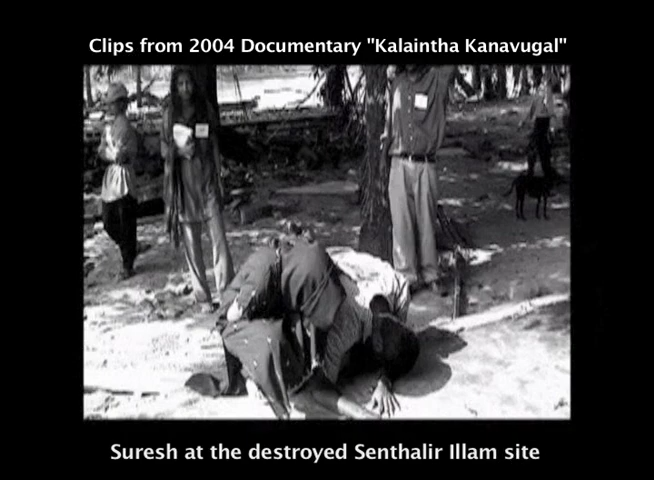 Clips from 2004 Documentary "Kalaintha Kanavugal"
Suresh at the destroyed Senthalir Illam site